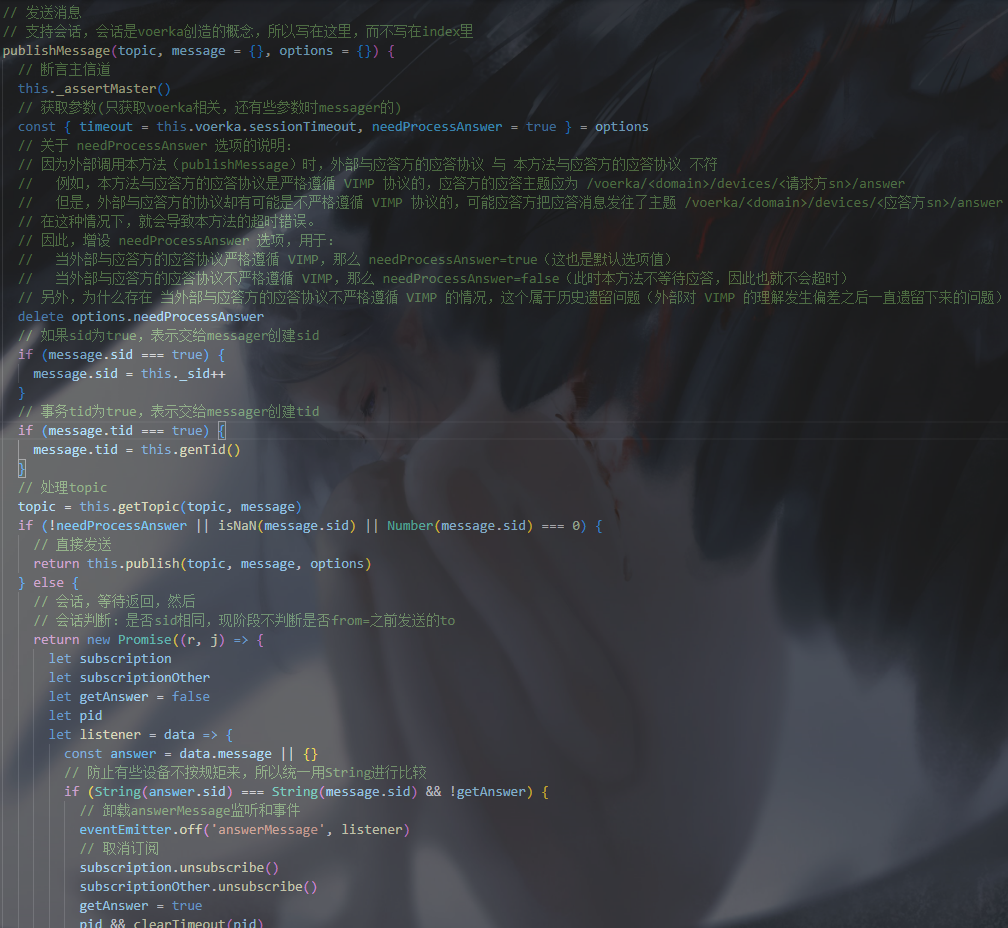 // 发送消息
// 支持会话，会话是voerka创造的概念，所以写在这里，而不写在index里
publishMessage(topic, message = {}, options = {}) {
  // 断言主信道
  this._assertMaster()
  // 获取参数(只获取voerka相关，还有些参数时messager的)
  const { timeout = this.voerka.sessionTimeout, needProcessAnswer = true } = options
  // 关于 needProcessAnswer 选项的说明：
  // 因为外部调用本方法（publishMessage）时，外部与应答方的应答协议 与 本方法与应答方的应答协议 不符
  //   例如，本方法与应答方的应答协议是严格遵循 VIMP 协议的，应答方的应答主题应为 /voerka/<domain>/devices/<请求方sn>/answer
  //   但是，外部与应答方的协议却有可能是不严格遵循 VIMP 协议的，可能应答方把应答消息发往了主题 /voerka/<domain>/devices/<应答方sn>/answer
  // 在这种情况下，就会导致本方法的超时错误。
  // 因此，增设 needProcessAnswer 选项，用于：
  //   当外部与应答方的应答协议严格遵循 VIMP，那么 needProcessAnswer=true（这也是默认选项值）
  //   当外部与应答方的应答协议不严格遵循 VIMP，那么 needProcessAnswer=false（此时本方法不等待应答，因此也就不会超时）
  // 另外，为什么存在 当外部与应答方的应答协议不严格遵循 VIMP 的情况，这个属于历史遗留问题（外部对 VIMP 的理解发生偏差之后一直遗留下来的问题）
  delete options.needProcessAnswer
  // 如果sid为true，表示交给messager创建sid
  if (message.sid === true) {
    message.sid = this._sid++
  }
  // 事务tid为true，表示交给messager创建tid
  if (message.tid === true) {
    message.tid = this.genTid()
  }
  // 处理topic
  topic = this.getTopic(topic, message)
  if (!needProcessAnswer || isNaN(message.sid) || Number(message.sid) === 0) {
    // 直接发送
    return this.publish(topic, message, options)
  } else {
    // 会话，等待返回，然后
    // 会话判断：是否sid相同，现阶段不判断是否from=之前发送的to
    return new Promise((r, j) => {
      let subscription
      let subscriptionOther
      let getAnswer = false
      let pid
      let listener = data => {
        const answer = data.message || {}
        // 防止有些设备不按规矩来，所以统一用String进行比较
        if (String(answer.sid) === String(message.sid) && !getAnswer) {
          // 卸载answerMessage监听和事件
          eventEmitter.off('answerMessage', listener)
          // 取消订阅
          subscription.unsubscribe()
          subscriptionOther.unsubscribe()
          getAnswer = true
          pid && clearTimeout(pid)